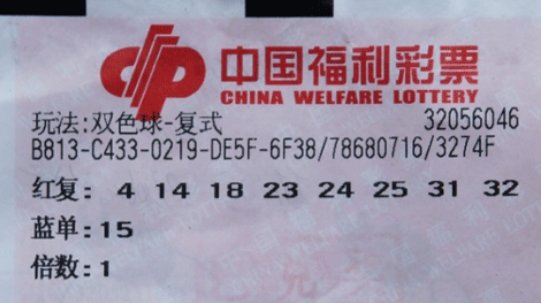 中国福利彩票
CHINA WELFARE LOTTERY
玩法:双色球-复式 32056046
B813-C433-0219-DE5F-6F38/78680716/3274F
红复: 4 14 18 23 24 25 31 32
蓝单:15
倍数:1